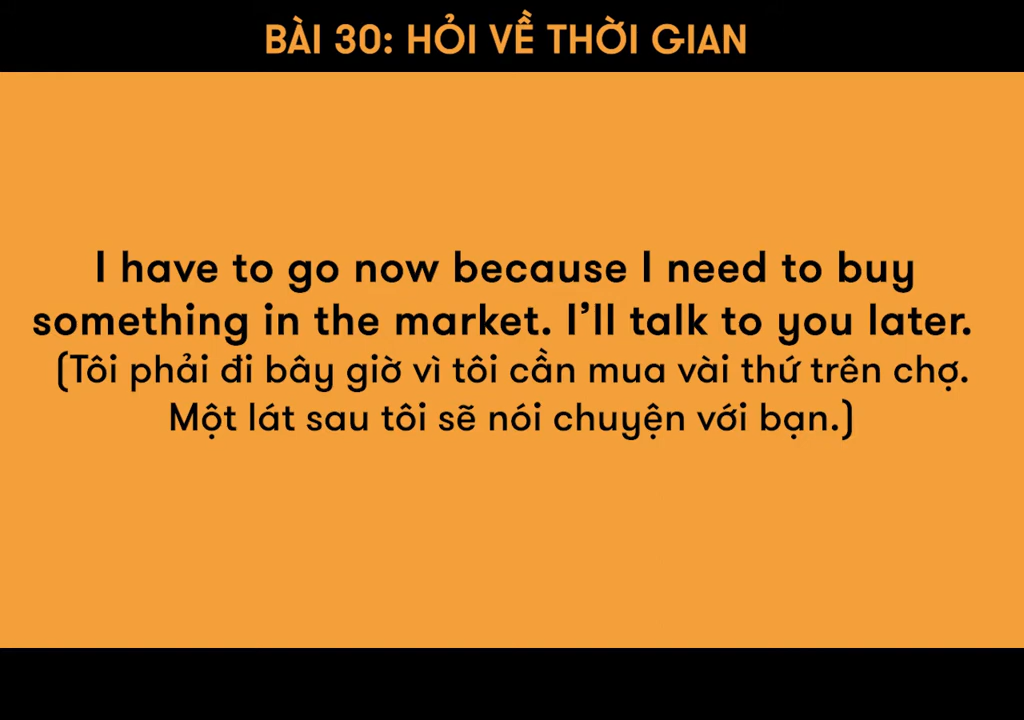 BÀI 30: HỎI VỀ THỜI GIAN
I have to go now because I need to buy
something in the market. I'll talk to you later.
(Tôi phải đi bây giờ vì tôi cần mua vài thứ trên chợ.
Một lát sau tôi sẽ nói chuyện với bạn.)